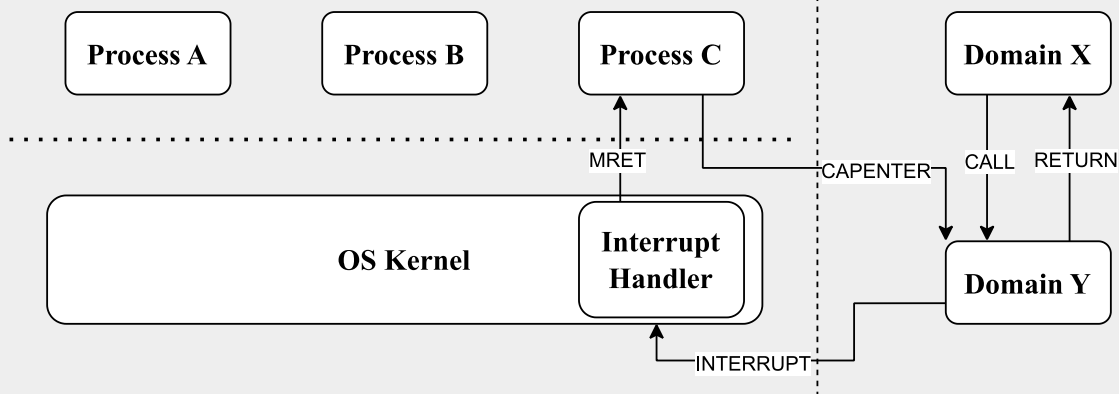 Process A
Process B
Process C
Domain X
MRET
CAPENTER
CALL
RETURN
OS Kernel
Interrupt
Handler
Domain Y
INTERRUPT